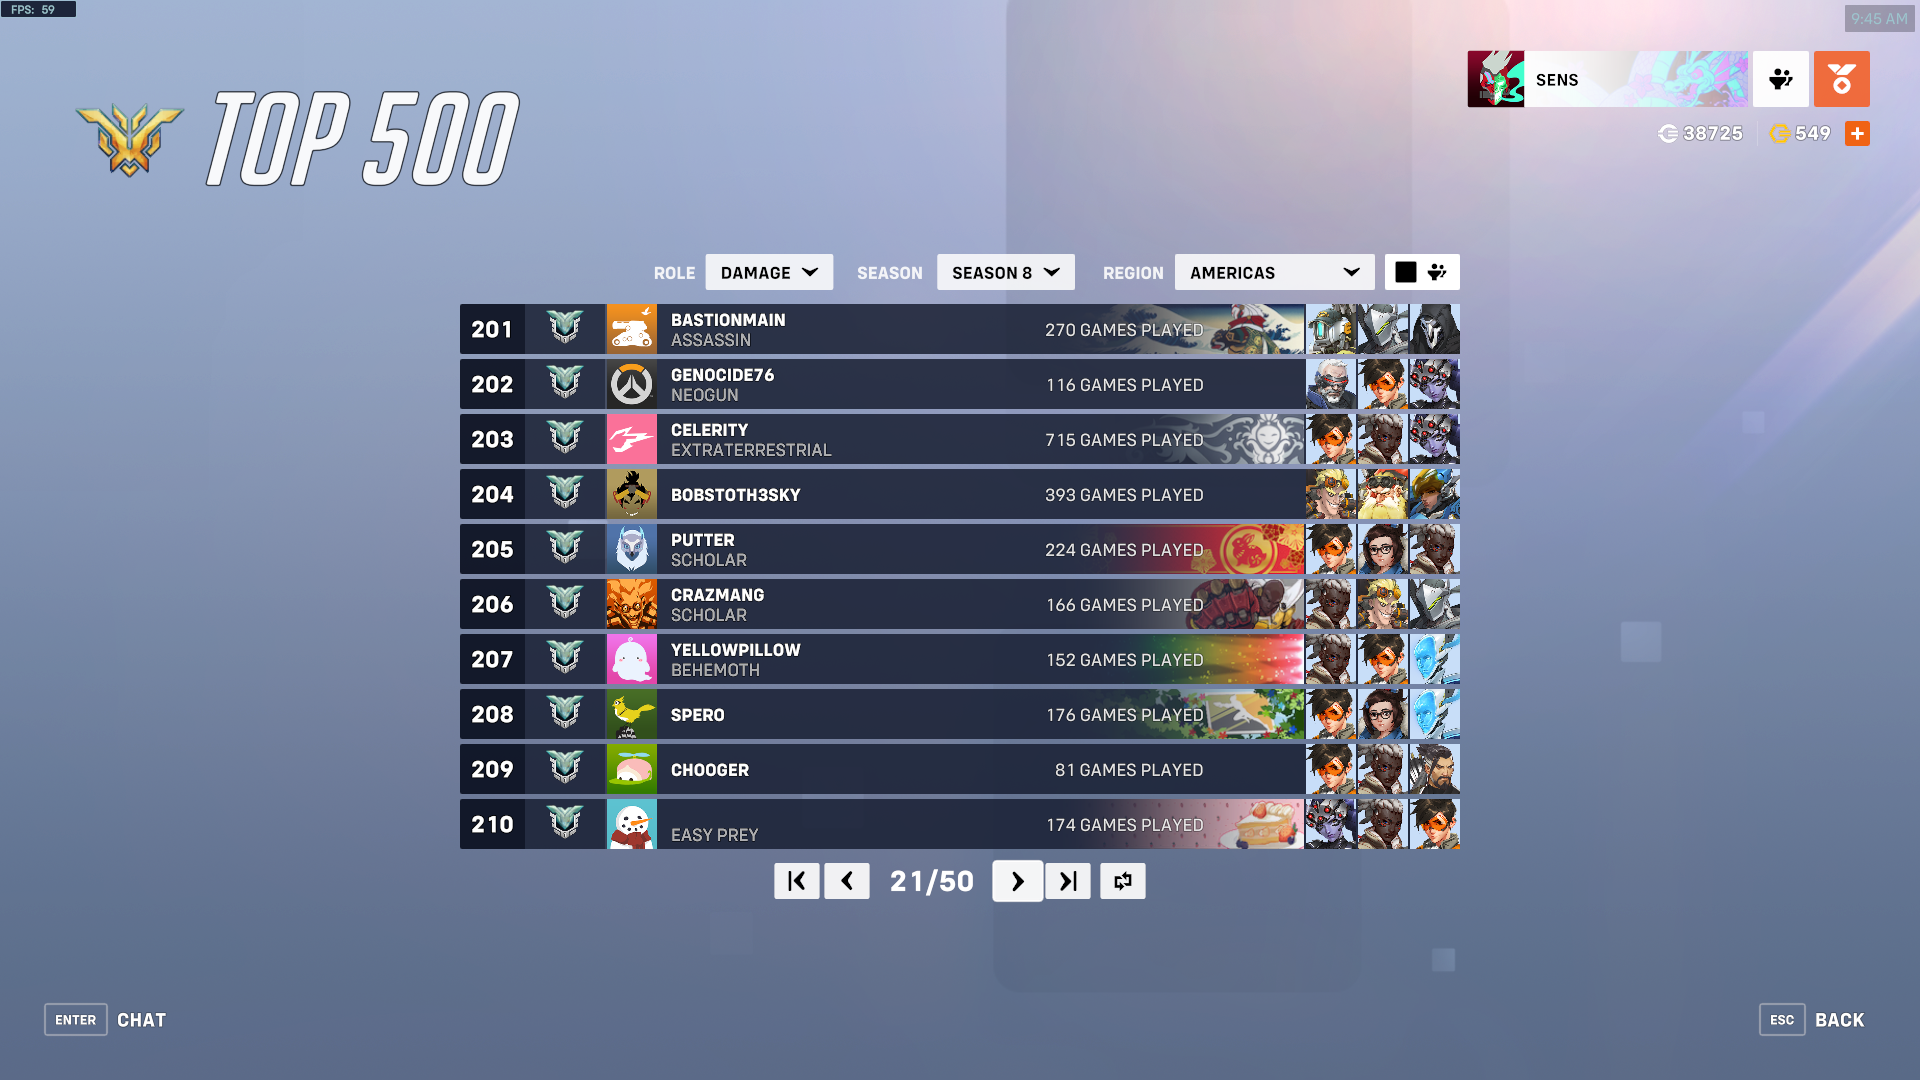 FPS: 59
9:45 AM
TOP 500
SENS
38725
549
ROLE DAMAGE SEASON SEASON 8 REGION AMERICAS
201 BASTIONMAIN
ASSASSIN
270 GAMES PLAYED
202 GENOCIDE76
NEOGUN
116 GAMES PLAYED
203 CELERITY
EXTRATERRESTRIAL
715 GAMES PLAYED
204 BOBSTOTH3SKY
393 GAMES PLAYED
205 PUTTER
SCHOLAR
224 GAMES PLAYED
206 CRAZMANG
SCHOLAR
166 GAMES PLAYED
207 YELLOWPILLOW
BEHEMOTH
152 GAMES PLAYED
208 SPERO
176 GAMES PLAYED
209 CHOOGER
81 GAMES PLAYED
210
EASY PREY
174 GAMES PLAYED
21/50
ENTER CHAT
ESC BACK